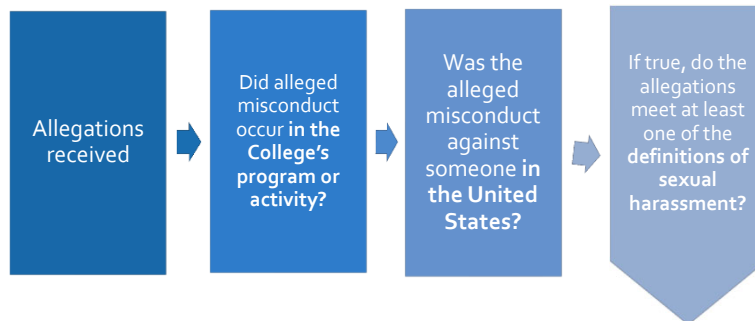 Allegations
received
Did alleged
misconduct
occur in the
College's
program or
activity?
Was the
alleged
misconduct
against
someone in
the United
States?
If true, do the
allegations
meet at least
one of the
definitions of
sexual
harassment?